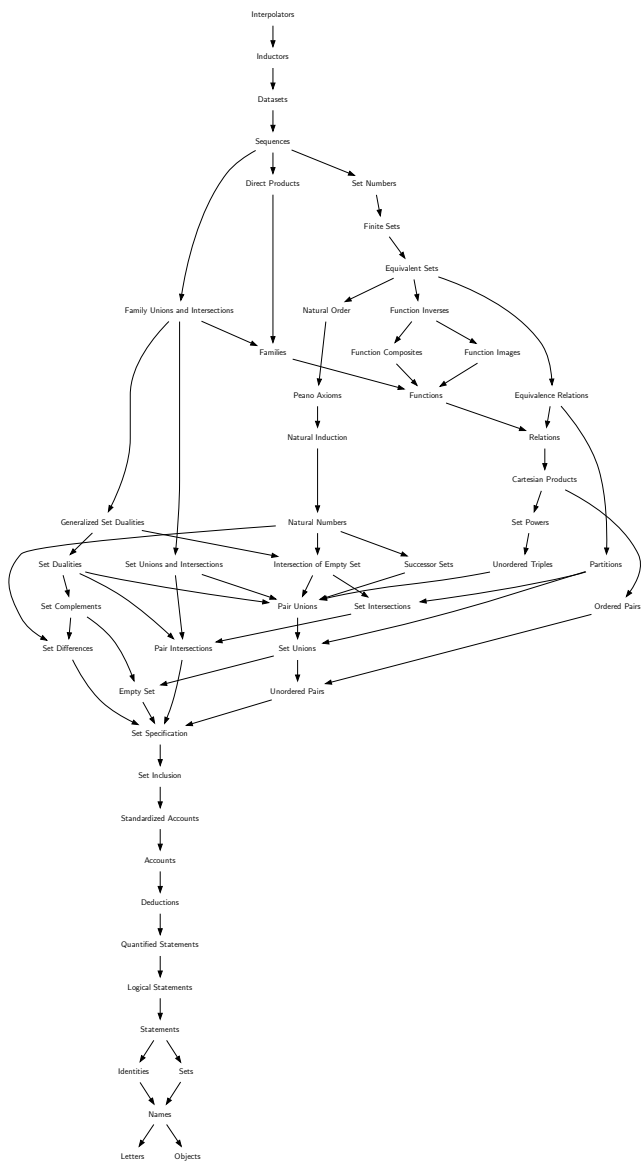 Interpolators
Inductors
Datasets
Sequences
Direct Products Set Numbers
Finite Sets
Equivalent Sets
Family Unions and Intersections Natural Order Function Inverses
Families Function Composites Function Images
Peano Axioms Functions Equivalence Relations
Natural Induction Relations
Cartesian Products
Generalized Set Dualities Natural Numbers Set Powers
Set Dualities Set Unions and Intersections Intersection of Empty Set Successor Sets Unordered Triples Partitions
Set Complements Pair Unions Set Intersections Ordered Pairs
Set Differences Pair Intersections Set Unions
Empty Set Unordered Pairs
Set Specification
Set Inclusion
Standardized Accounts
Accounts
Deductions
Quantified Statements
Logical Statements
Statements
Identities Sets
Names
Letters Objects